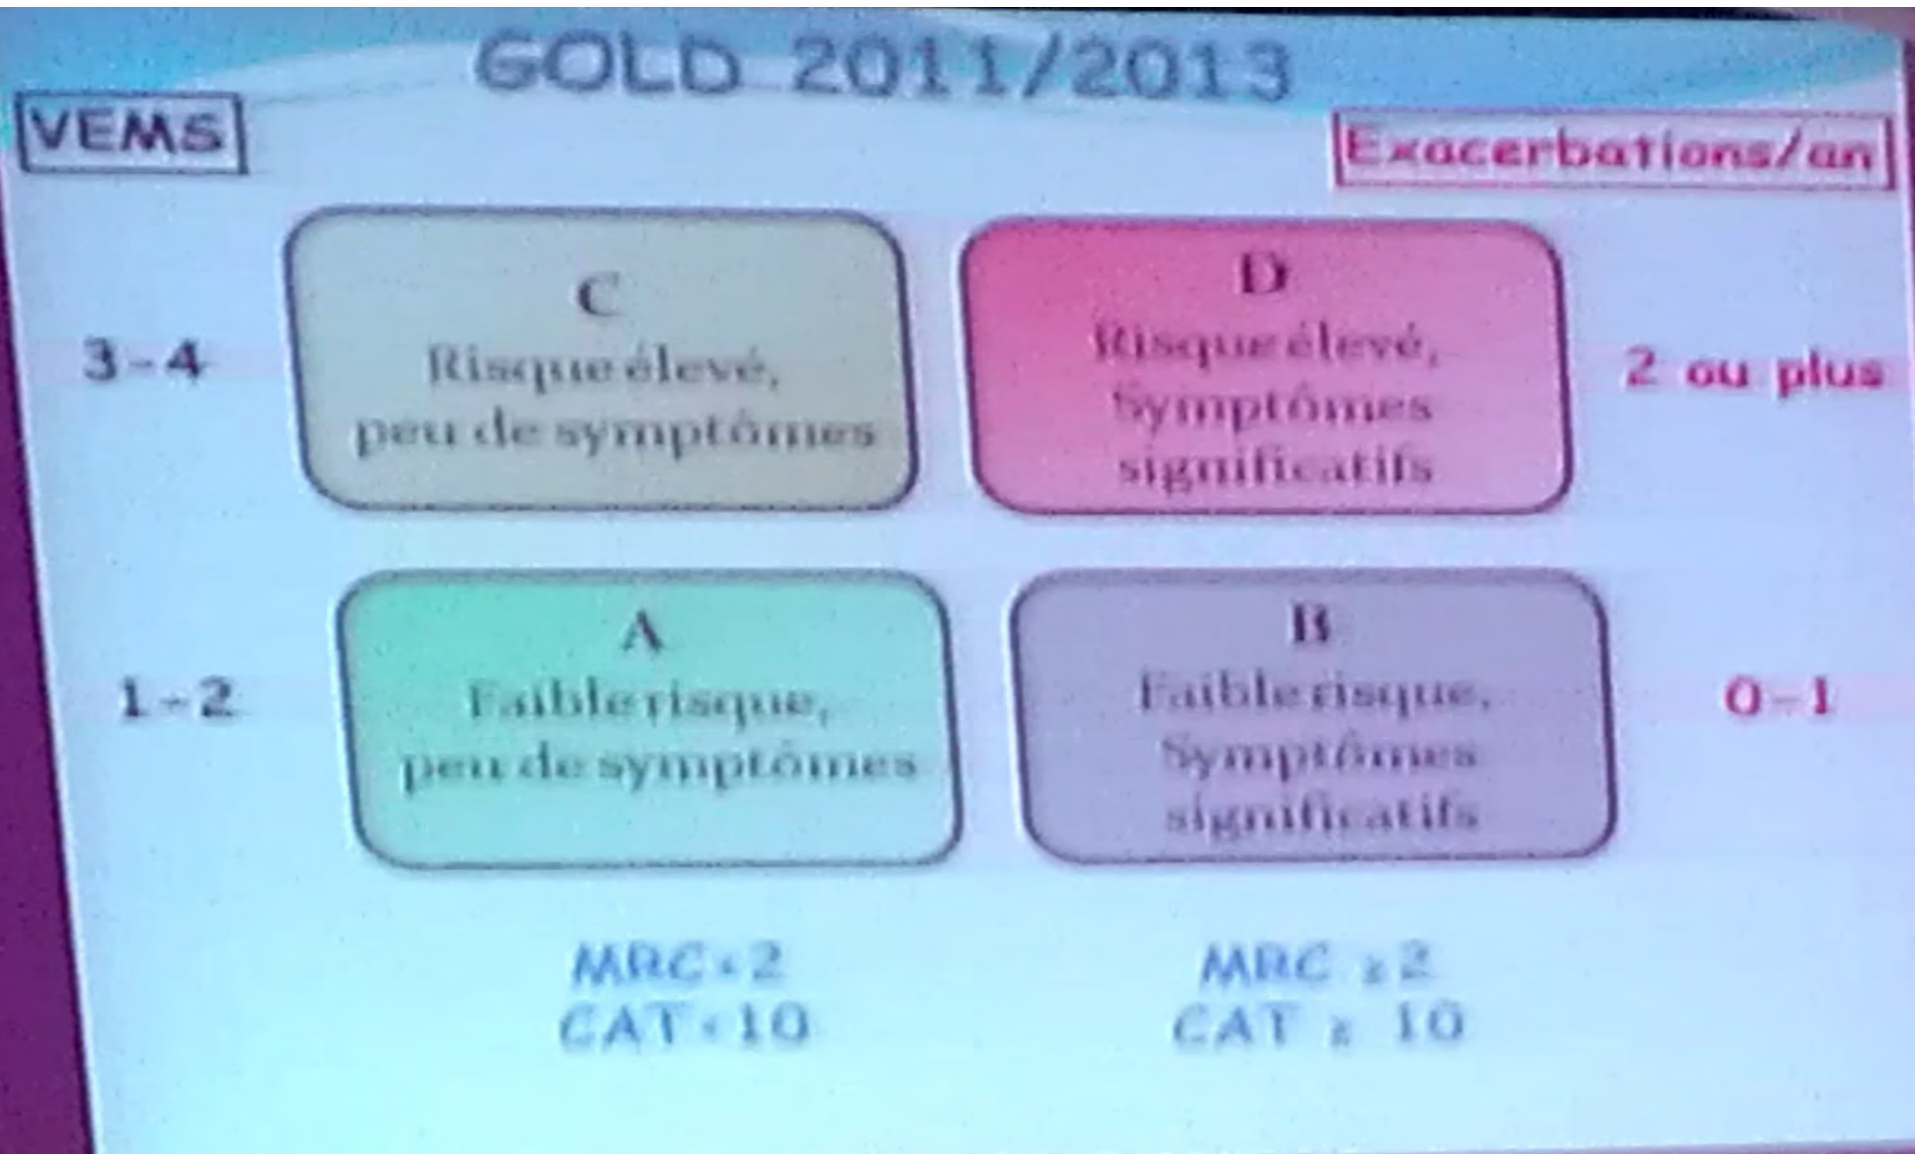 GOLD 2011/2013
VEMS
Exacerbations/an
C
Risque élevé,
peu de symptômes
D
Risque élevé,
Symptômes
significatifs
3-4
2 ou plus
A
Faible risque,
peu de symptômes
B
Faible risque,
Symptômes
significatifs
1-2
0-1
MRC < 2
CAT < 10
MRC ≥ 2
CAT ≥ 10